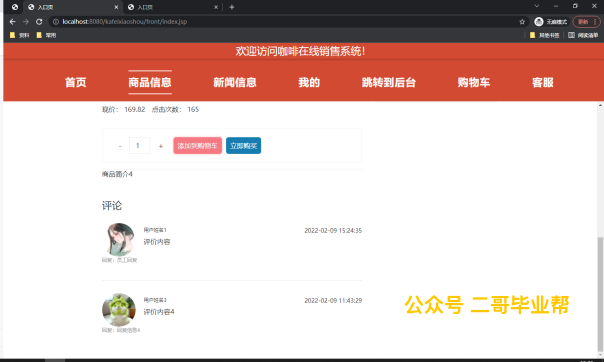 入口页
入口页
无痕模式
更新
localhost:8080/kafeixiaoshou/front/index.jsp
资料
常用
其他书签
阅读清单
欢迎访问咖啡在线销售系统！
首页
商品信息
新闻信息
我的
跳转到后台
购物车
客服
现价： 169.82 点击次数： 165
- 1 +
添加到购物车
立即购买
商品简介4
评论
用户姓名1
2022-02-09 15:24:35
评价内容
回复：员工回复
用户姓名3
2022-02-09 11:43:29
评价内容4
回复：回复信息4
公众号 二哥毕业帮